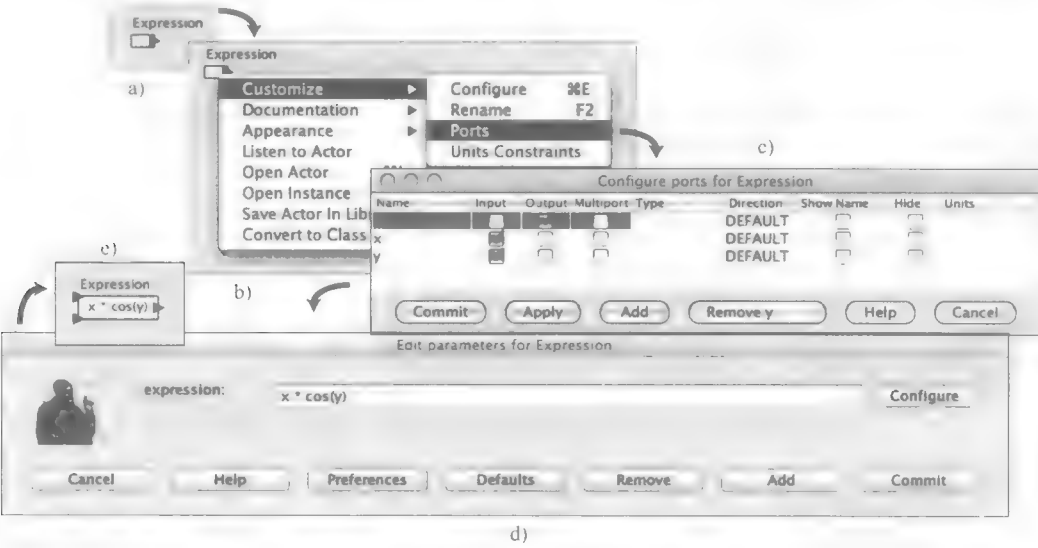 Expression
a)
Expression
Customize
Documentation
Appearance
Listen to Actor
Open Actor
Open Instance
Save Actor In Lib
Convert to Class
Configure ⌘E
Rename F2
Ports
Units Constraints
b)
c)
Configure ports for Expression
Name Input Output Multiport Type Direction Show Name Hide Units
DEFAULT
x DEFAULT
y DEFAULT
Commit Apply Add Remove y Help Cancel
e)
Expression
x * cos(y)
Edit parameters for Expression
expression: x * cos(y) Configure
Cancel Help Preferences Defaults Remove Add Commit
d)